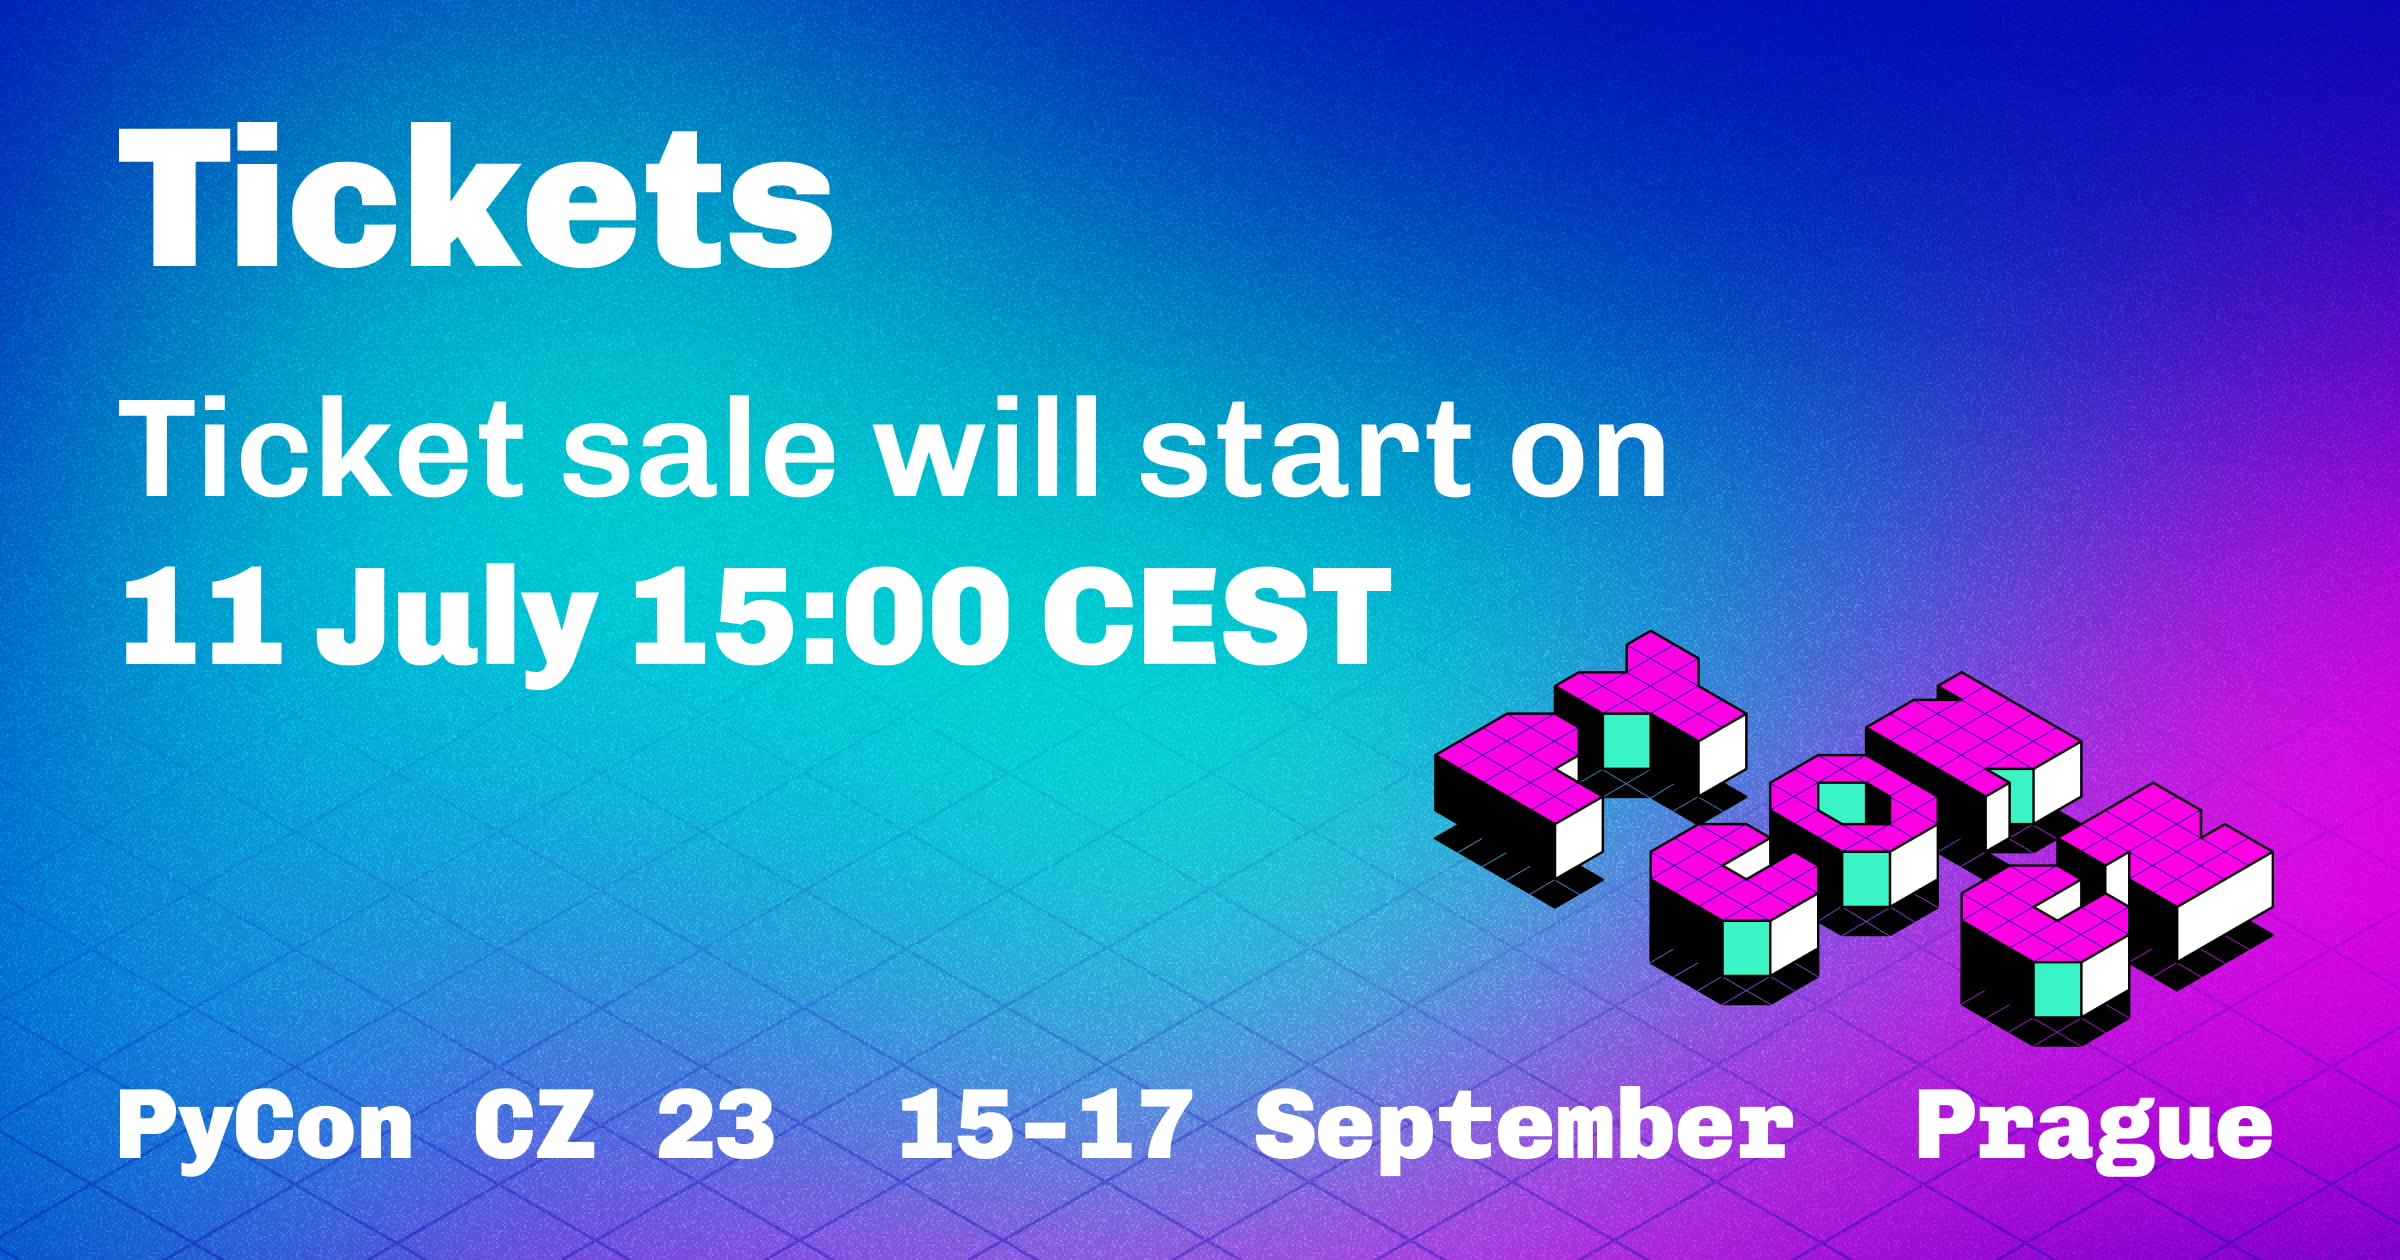 Tickets
Ticket sale will start on
11 July 15:00 CEST
PyCon CZ 23 15-17 September Prague